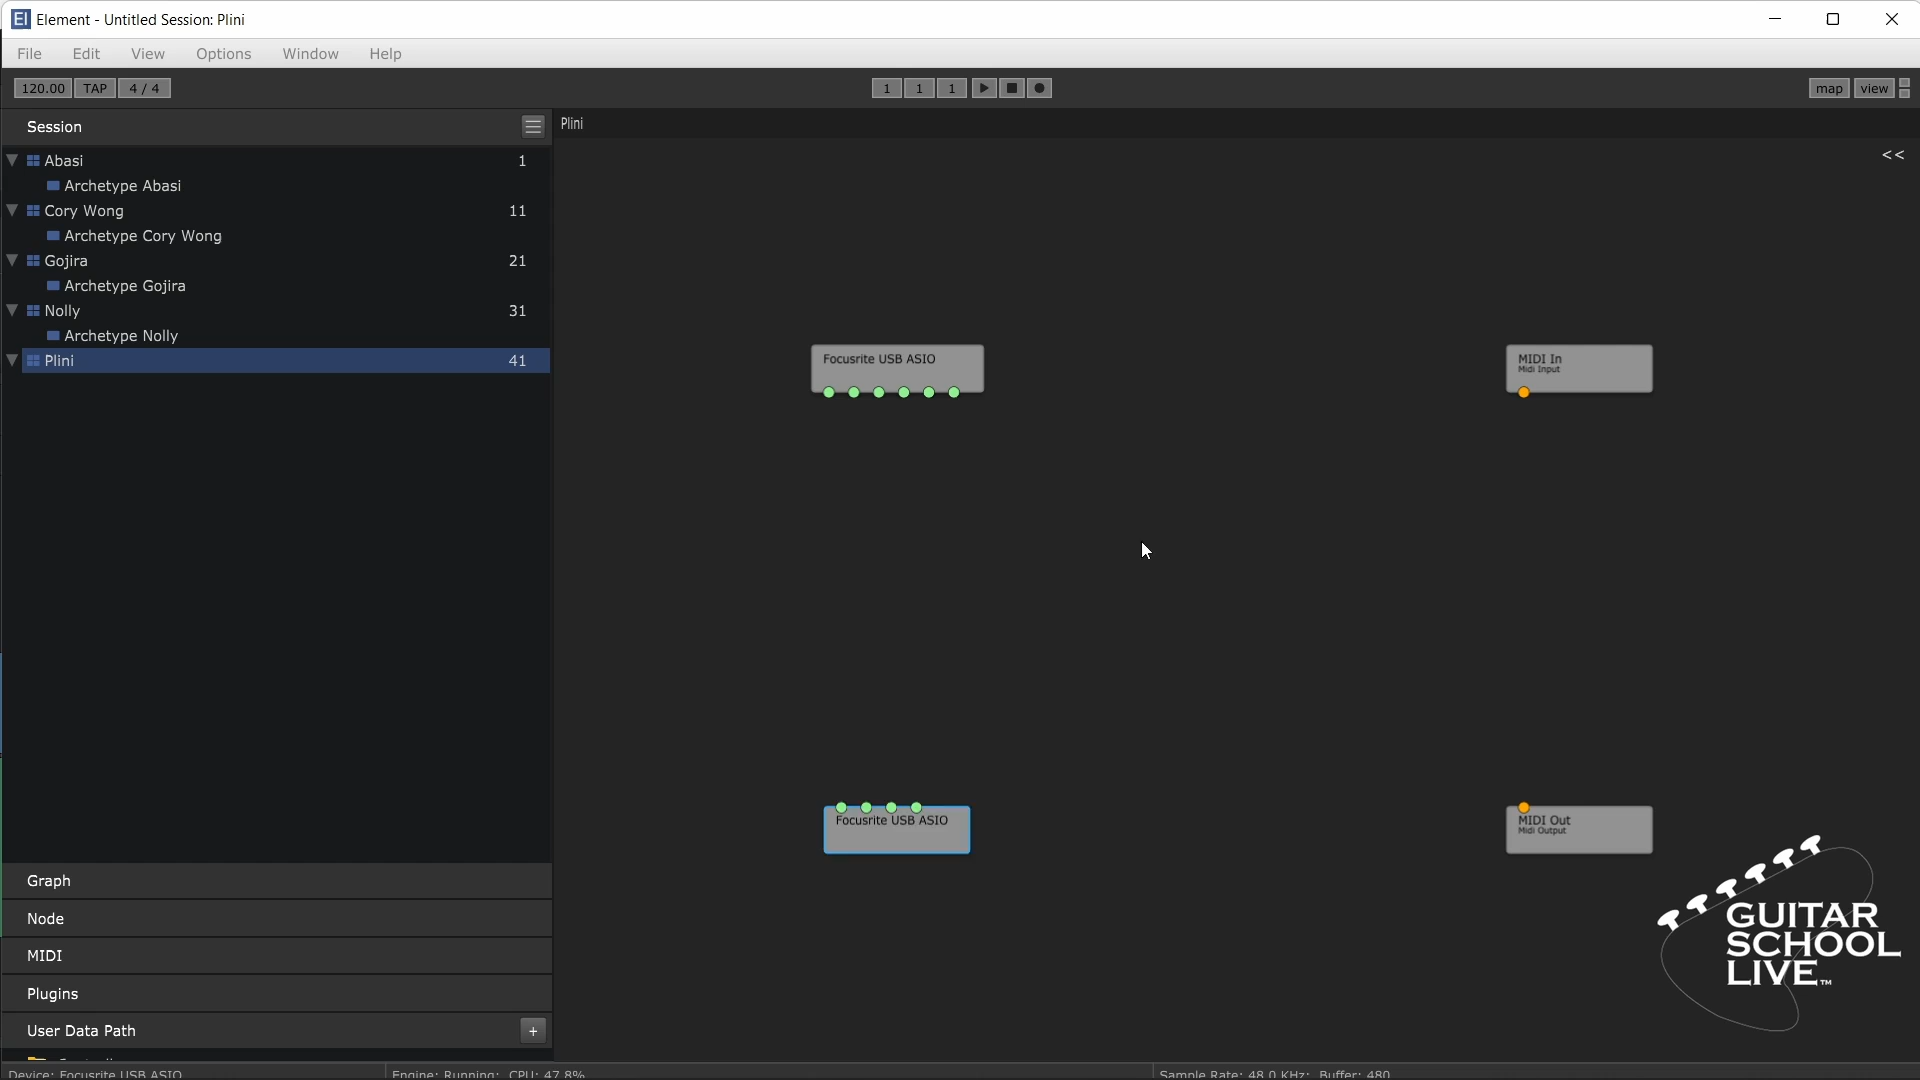 El Element - Untitled Session: Plini
File Edit View Options Window Help
120.00 TAP 4 / 4 1 1 1 map view
Session
Plini
<<
Abasi 1
Archetype Abasi
Cory Wong 11
Archetype Cory Wong
Gojira 21
Archetype Gojira
Nolly 31
Archetype Nolly
Plini 41
Focusrite USB ASIO
MIDI In
Midi Input
Focusrite USB ASIO
MIDI Out
Midi Output
GUITAR
SCHOOL
LIVE™
Graph
Node
MIDI
Plugins
User Data Path +
Device: Focusrite USB ASIO Engine: Running: CPU: 47.8% Sample Rate: 48.0 KHz: Buffer: 480